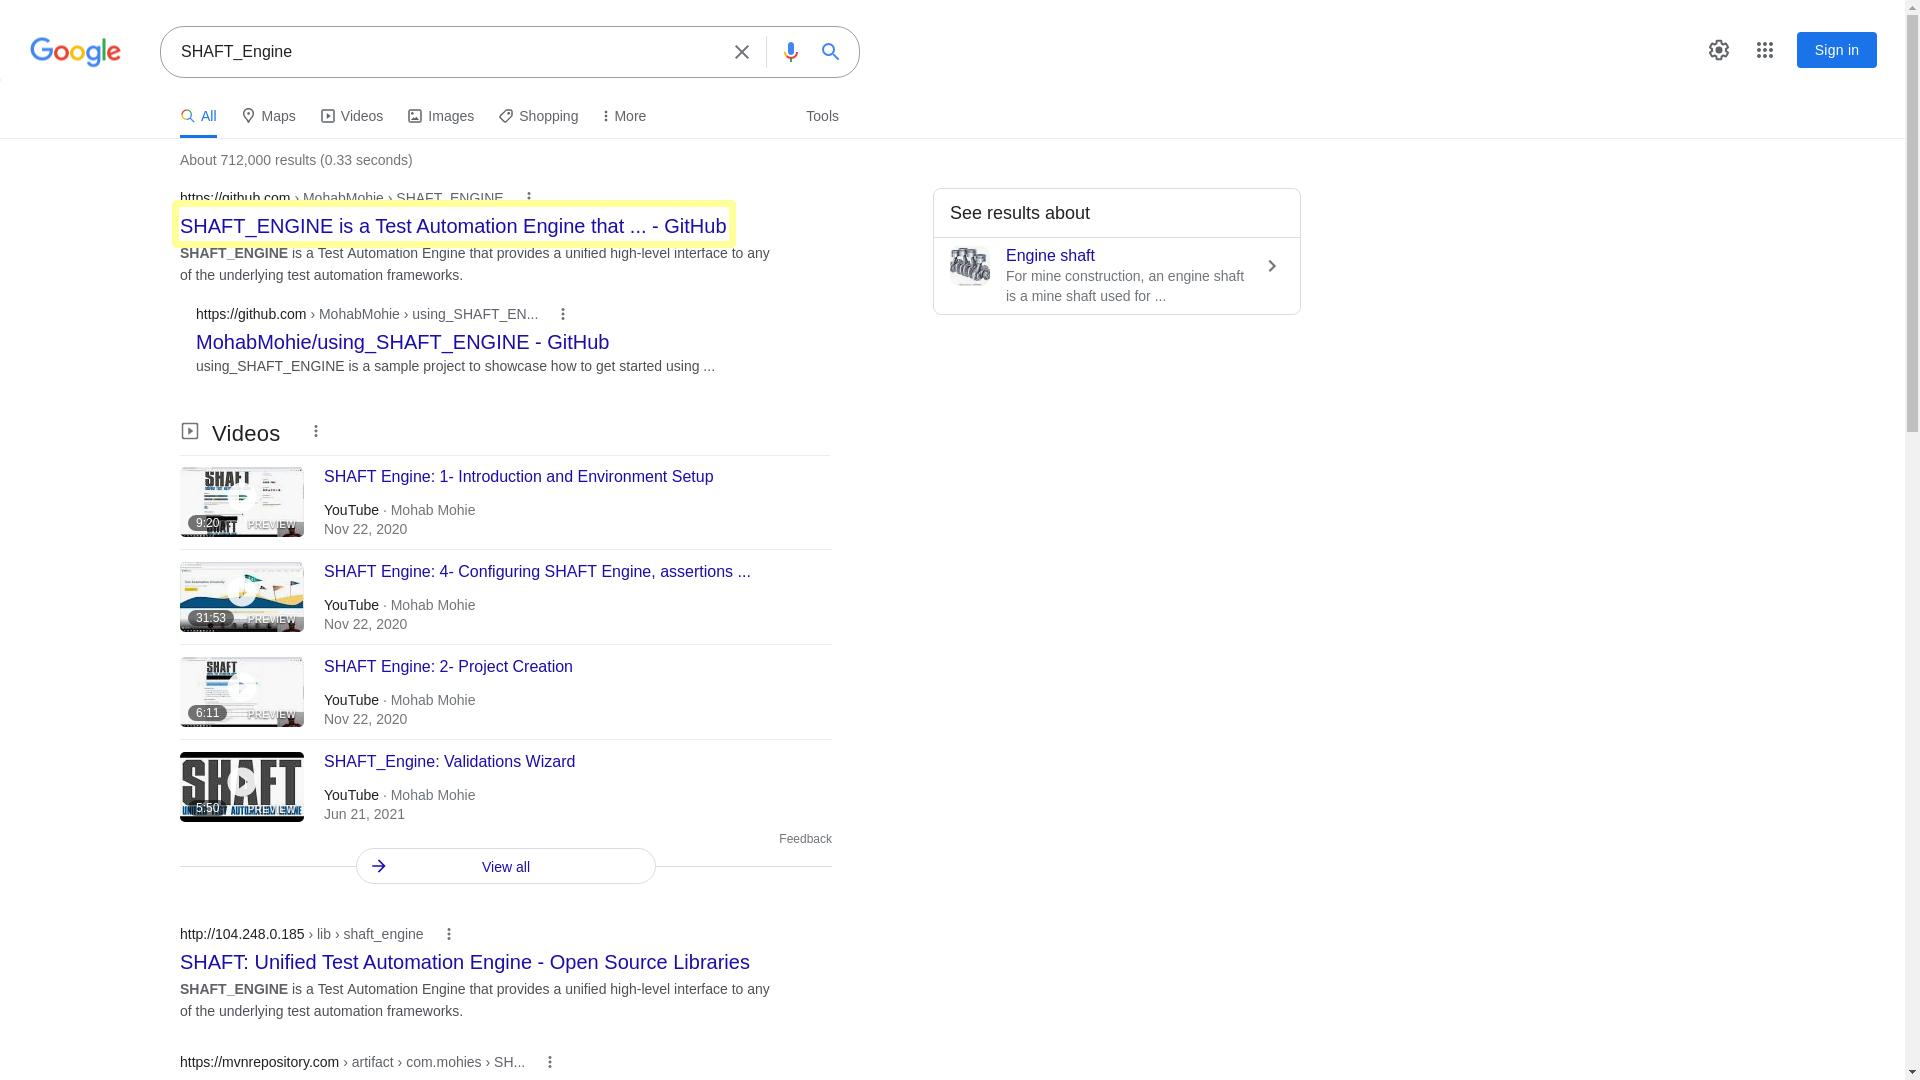 Google
SHAFT_Engine
Sign in
All
Maps
Videos
Images
Shopping
More
Tools
About 712,000 results (0.33 seconds)
https://github.com › MohabMohie › SHAFT_ENGINE
SHAFT_ENGINE is a Test Automation Engine that ... - GitHub
SHAFT_ENGINE is a Test Automation Engine that provides a unified high-level interface to any
of the underlying test automation frameworks.
https://github.com › MohabMohie › using_SHAFT_EN...
MohabMohie/using_SHAFT_ENGINE - GitHub
using_SHAFT_ENGINE is a sample project to showcase how to get started using ...
See results about
Engine shaft
For mine construction, an engine shaft
is a mine shaft used for ...
Videos
SHAFT
9:20
PREVIEW
SHAFT Engine: 1- Introduction and Environment Setup
YouTube · Mohab Mohie
Nov 22, 2020
31:53
PREVIEW
SHAFT Engine: 4- Configuring SHAFT Engine, assertions ...
YouTube · Mohab Mohie
Nov 22, 2020
SHAFT
6:11
PREVIEW
SHAFT Engine: 2- Project Creation
YouTube · Mohab Mohie
Nov 22, 2020
SHAFT
UNIFIED TEST AUTOMATION ENGINE
5:50
PREVIEW
SHAFT_Engine: Validations Wizard
YouTube · Mohab Mohie
Jun 21, 2021
Feedback
View all
http://104.248.0.185 › lib › shaft_engine
SHAFT: Unified Test Automation Engine - Open Source Libraries
SHAFT_ENGINE is a Test Automation Engine that provides a unified high-level interface to any
of the underlying test automation frameworks.
https://mvnrepository.com › artifact › com.mohies › SH...